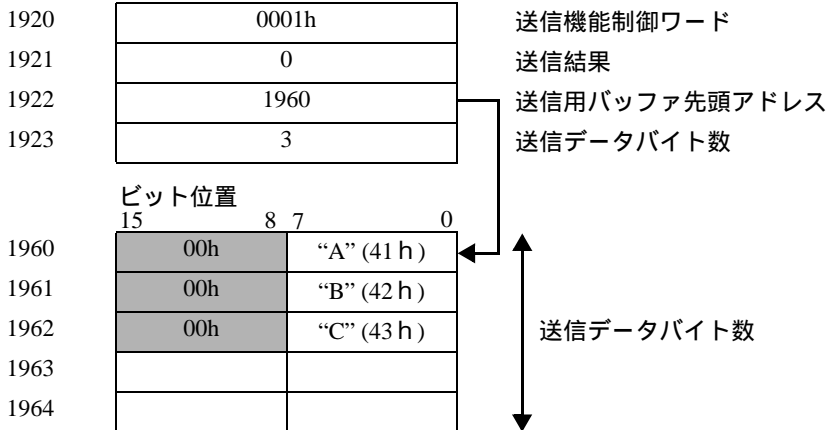 1920 0001h 送信機能制御ワード
1921 0 送信結果
1922 1960 送信用バッファ先頭アドレス
1923 3 送信データバイト数
ビット位置
15 8 7 0
1960 00h “A” (41ｈ)
1961 00h “B” (42ｈ)
1962 00h “C” (43ｈ) 送信データバイト数
1963
1964